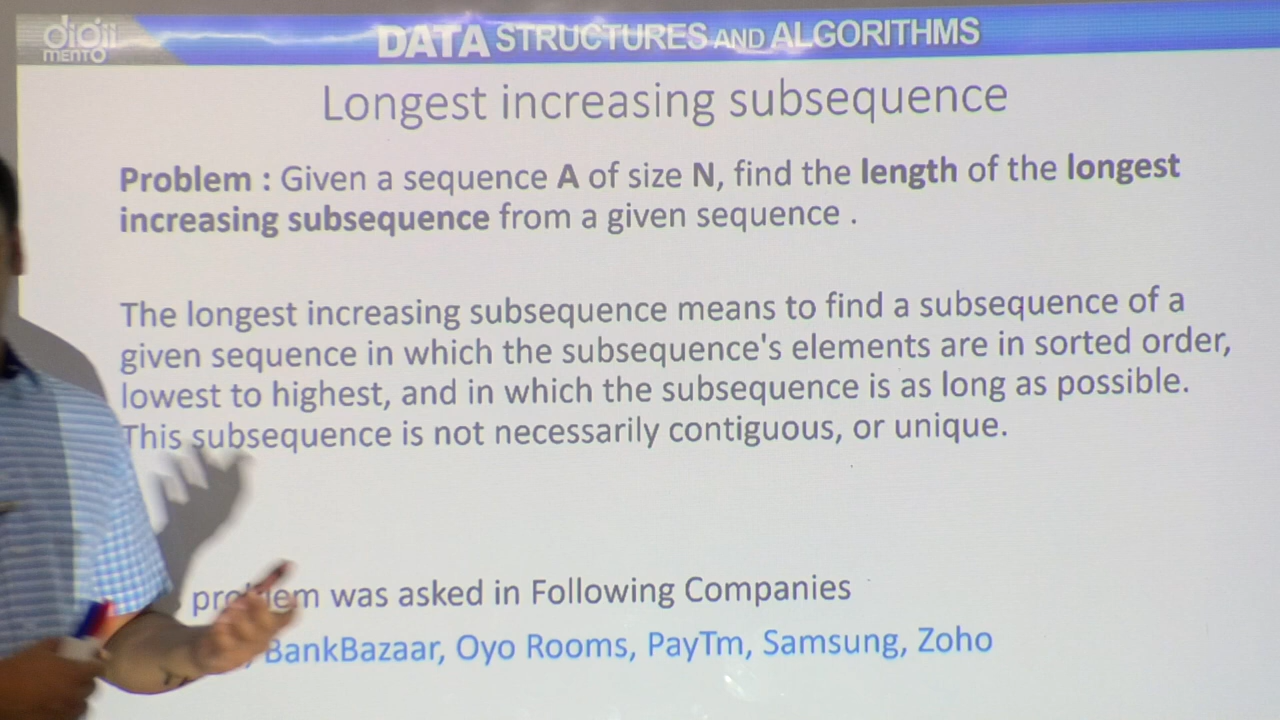 digii
MENTO
DATA STRUCTURES AND ALGORITHMS
Longest increasing subsequence
Problem : Given a sequence A of size N, find the length of the longest
increasing subsequence from a given sequence .
The longest increasing subsequence means to find a subsequence of a
given sequence in which the subsequence's elements are in sorted order,
lowest to highest, and in which the subsequence is as long as possible.
This subsequence is not necessarily contiguous, or unique.
problem was asked in Following Companies
, BankBazaar, Oyo Rooms, PayTm, Samsung, Zoho